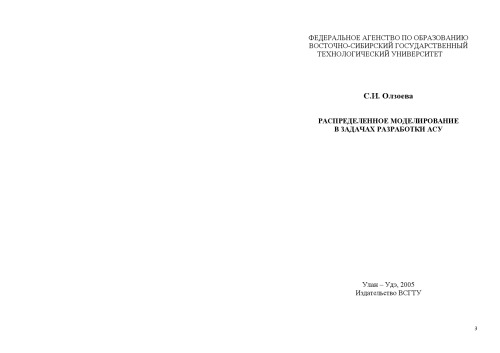 ФЕДЕРАЛЬНОЕ АГЕНСТВО ПО ОБРАЗОВАНИЮ
ВОСТОЧНО-СИБИРСКИЙ ГОСУДАРСТВЕННЫЙ
ТЕХНОЛОГИЧЕСКИЙ УНИВЕРСИТЕТ
С.И. Олзоева
РАСПРЕДЕЛЕННОЕ МОДЕЛИРОВАНИЕ
В ЗАДАЧАХ РАЗРАБОТКИ АСУ
Улан – Удэ, 2005
Издательство ВСГТУ